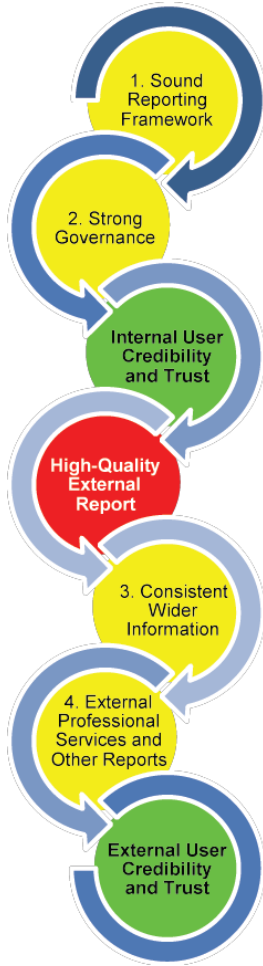 1. Sound
Reporting
Framework
2. Strong
Governance
Internal User
Credibility
and Trust
High-Quality
External
Report
3. Consistent
Wider
Information
4. External
Professional
Services and
Other Reports
External User
Credibility
and Trust